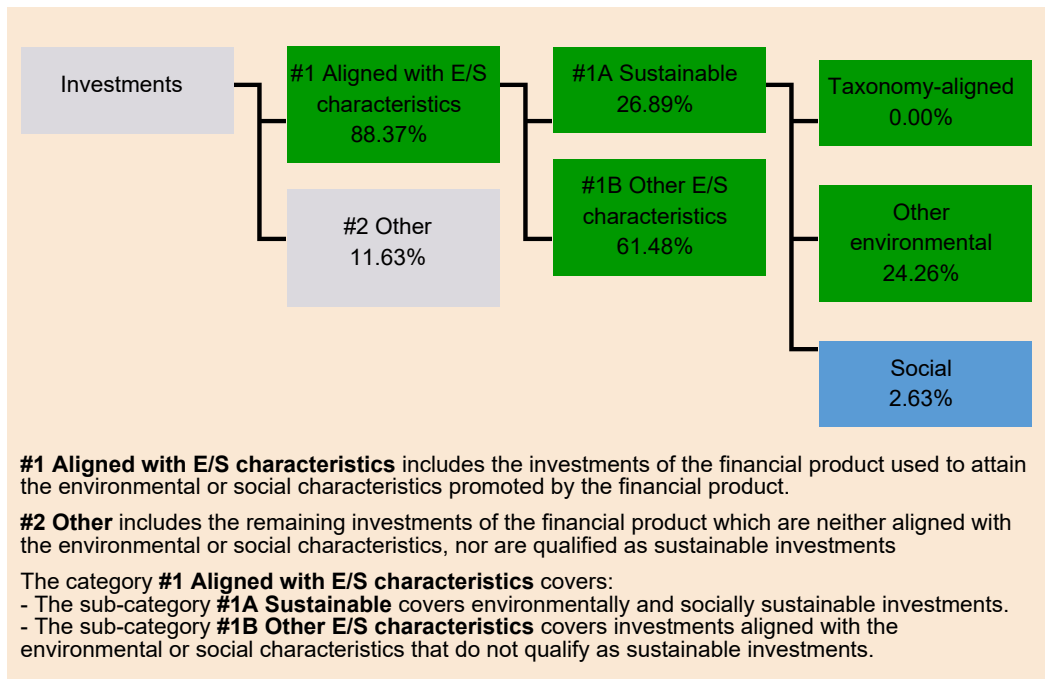 Investments
#1 Aligned with E/S
characteristics
88.37%
#2 Other
11.63%
#1A Sustainable
26.89%
#1B Other E/S
characteristics
61.48%
Taxonomy-aligned
0.00%
Other
environmental
24.26%
Social
2.63%
#1 Aligned with E/S characteristics includes the investments of the financial product used to attain
the environmental or social characteristics promoted by the financial product.
#2 Other includes the remaining investments of the financial product which are neither aligned with
the environmental or social characteristics, nor are qualified as sustainable investments
The category #1 Aligned with E/S characteristics covers:
- The sub-category #1A Sustainable covers environmentally and socially sustainable investments.
- The sub-category #1B Other E/S characteristics covers investments aligned with the
environmental or social characteristics that do not qualify as sustainable investments.